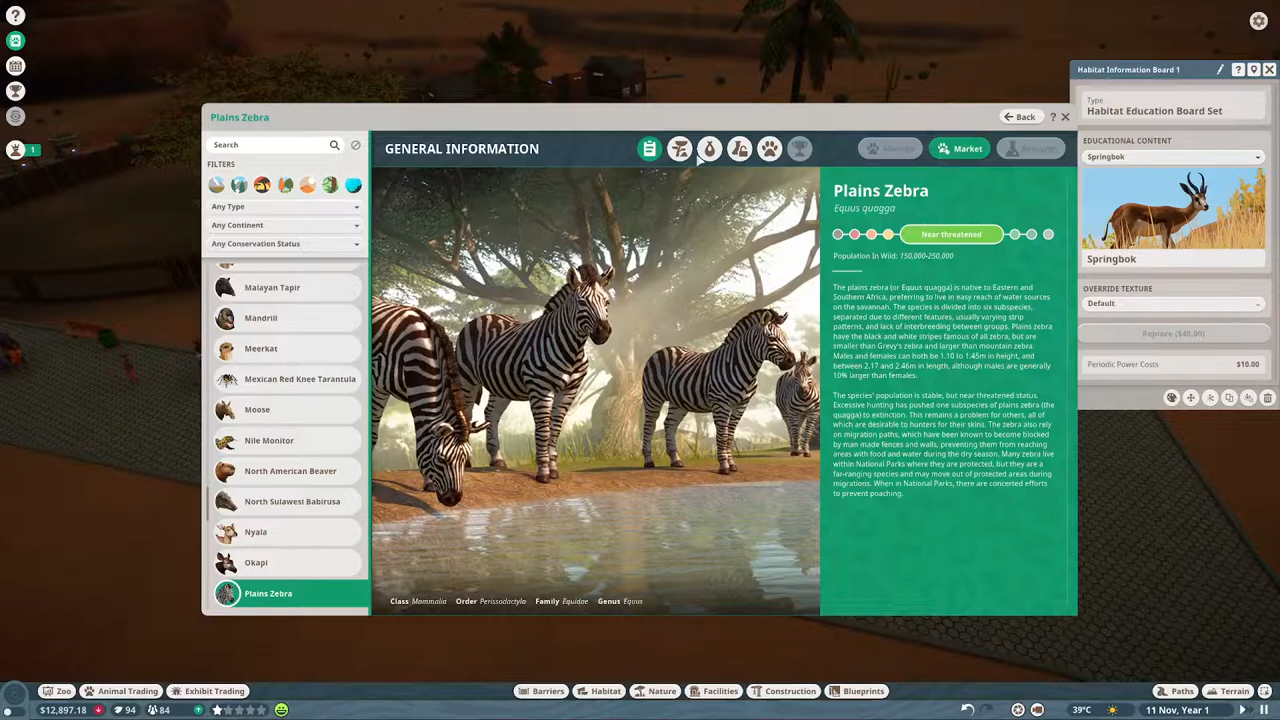 Plains Zebra
Back
?
Search
FILTERS
Any Type
Any Continent
Any Conservation Status
Malayan Tapir
Mandrill
Meerkat
Mexican Red Knee Tarantula
Moose
Nile Monitor
North American Beaver
North Sulawesi Babirusa
Nyala
Okapi
Plains Zebra
GENERAL INFORMATION
Market
Research
Class Mammalia Order Perissodactyla Family Equidae Genus Equus
Plains Zebra
Equus quagga
Near threatened
Population In Wild: 150,000-250,000
The plains zebra (or Equus quagga) is native to Eastern and
Southern Africa, preferring to live in easy reach of water sources
on the savannah. The species is divided into six subspecies,
separated due to different features, usually varying strip
patterns, and lack of interbreeding between groups. Plains zebra
have the black and white stripes famous of all zebra, but are
smaller than Grevy's zebra and larger than mountain zebra.
Males and females can both be 1.10 to 1.45m in height, and
between 2.17 and 2.46m in length, although males are generally
10% larger than females.
The species' population is stable, but near threatened status.
Excessive hunting has pushed one subspecies of plains zebra (the
quagga) to extinction. This remains a problem for others, all of
which are desirable to hunters for their skins. The zebra also rely
on migration paths, which have been known to become blocked
by man made fences and walls, preventing them from reaching
areas with food and water during the dry season. Many zebra live
within National Parks where they are protected, but they are a
far-ranging species and may move out of protected areas during
migrations. When in National Parks, there are concerted efforts
to prevent poaching.
Habitat Information Board 1
?
Type
Habitat Education Board Set
EDUCATIONAL CONTENT
Springbok
Springbok
OVERRIDE TEXTURE
Default
Replace ($40.00)
Periodic Power Costs $10.00
?
1
Zoo
Animal Trading
Exhibit Trading
Barriers
Habitat
Nature
Facilities
Construction
Blueprints
Paths
Terrain
$12,897.18
94
84
39°C
11 Nov, Year 1